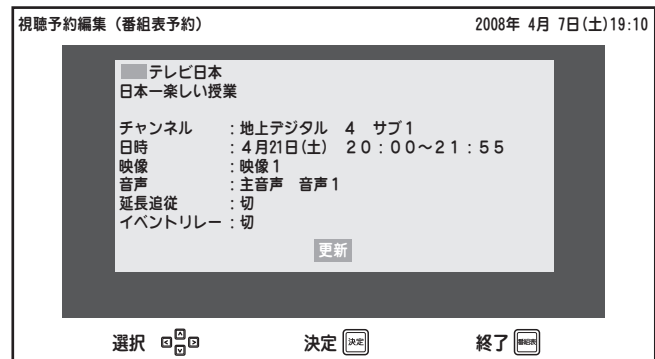 視聴予約編集（番組表予約） 2008年 4月 7日(土)19:10
テレビ日本
日本一楽しい授業
チャンネル ：地上デジタル 4 サブ1
日時 ：4月21日(土) 20：00～21：55
映像 ：映像1
音声 ：主音声 音声1
延長追従 ：切
イベントリレー：切
更新
選択 決定 決定 終了 番組表